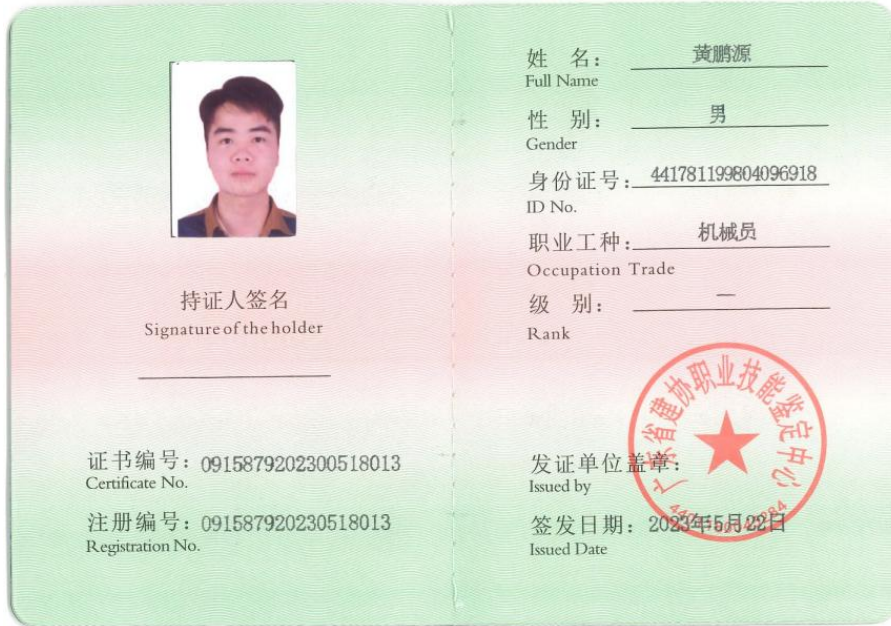 持证人签名
Signature of the holder
证书编号：0915879202300518013
Certificate No.
注册编号：091587920230518013
Registration No.
姓 名： 黄鹏源
Full Name
性 别： 男
Gender
身份证号： 441781199804096918
ID No.
职业工种： 机械员
Occupation Trade
级 别： 一
Rank
广东省建协职业技能鉴定中心
发证单位盖章：
Issued by
签发日期： 2023年5月22日
Issued Date